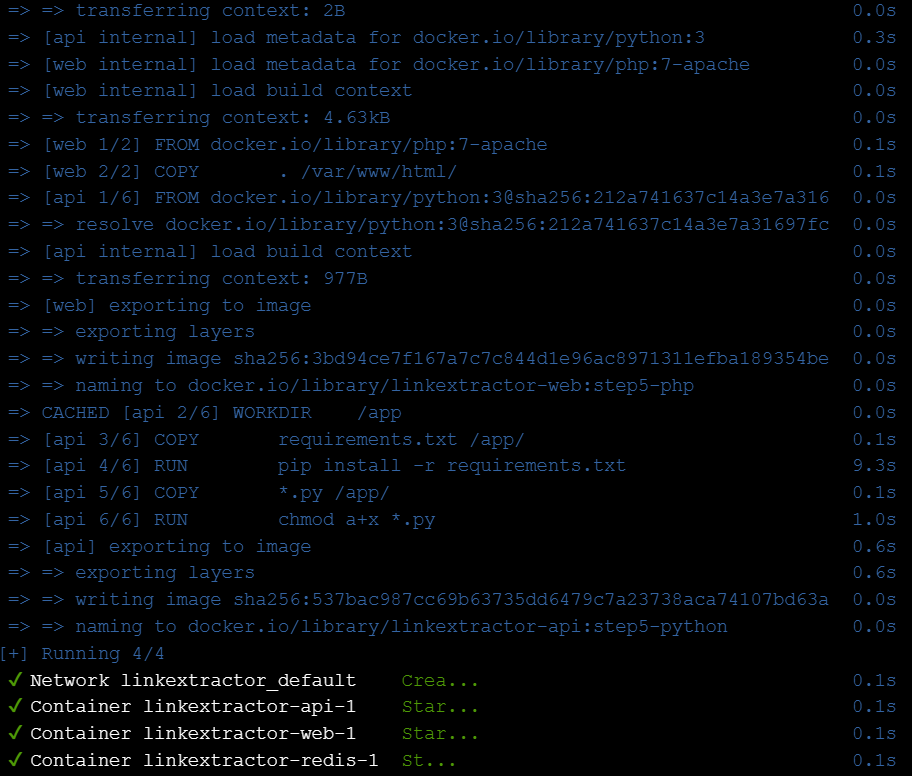 => => transferring context: 2B 0.0s
=> [api internal] load metadata for docker.io/library/python:3 0.3s
=> [web internal] load metadata for docker.io/library/php:7-apache 0.0s
=> [web internal] load build context 0.0s
=> => transferring context: 4.63kB 0.0s
=> [web 1/2] FROM docker.io/library/php:7-apache 0.1s
=> [web 2/2] COPY . /var/www/html/ 0.1s
=> [api 1/6] FROM docker.io/library/python:3@sha256:212a741637c14a3e7a316 0.0s
=> => resolve docker.io/library/python:3@sha256:212a741637c14a3e7a31697fc 0.0s
=> [api internal] load build context 0.0s
=> => transferring context: 977B 0.0s
=> [web] exporting to image 0.0s
=> => exporting layers 0.0s
=> => writing image sha256:3bd94ce7f167a7c7c844d1e96ac8971311efba189354be 0.0s
=> => naming to docker.io/library/linkextractor-web:step5-php 0.0s
=> CACHED [api 2/6] WORKDIR /app 0.0s
=> [api 3/6] COPY requirements.txt /app/ 0.1s
=> [api 4/6] RUN pip install -r requirements.txt 9.3s
=> [api 5/6] COPY *.py /app/ 0.1s
=> [api 6/6] RUN chmod a+x *.py 1.0s
=> [api] exporting to image 0.6s
=> => exporting layers 0.6s
=> => writing image sha256:537bac987cc69b63735dd6479c7a23738aca74107bd63a 0.0s
=> => naming to docker.io/library/linkextractor-api:step5-python 0.0s
[+] Running 4/4
✓ Network linkextractor_default Crea... 0.1s
✓ Container linkextractor-api-1 Star... 0.1s
✓ Container linkextractor-web-1 Star... 0.1s
✓ Container linkextractor-redis-1 St... 0.1s